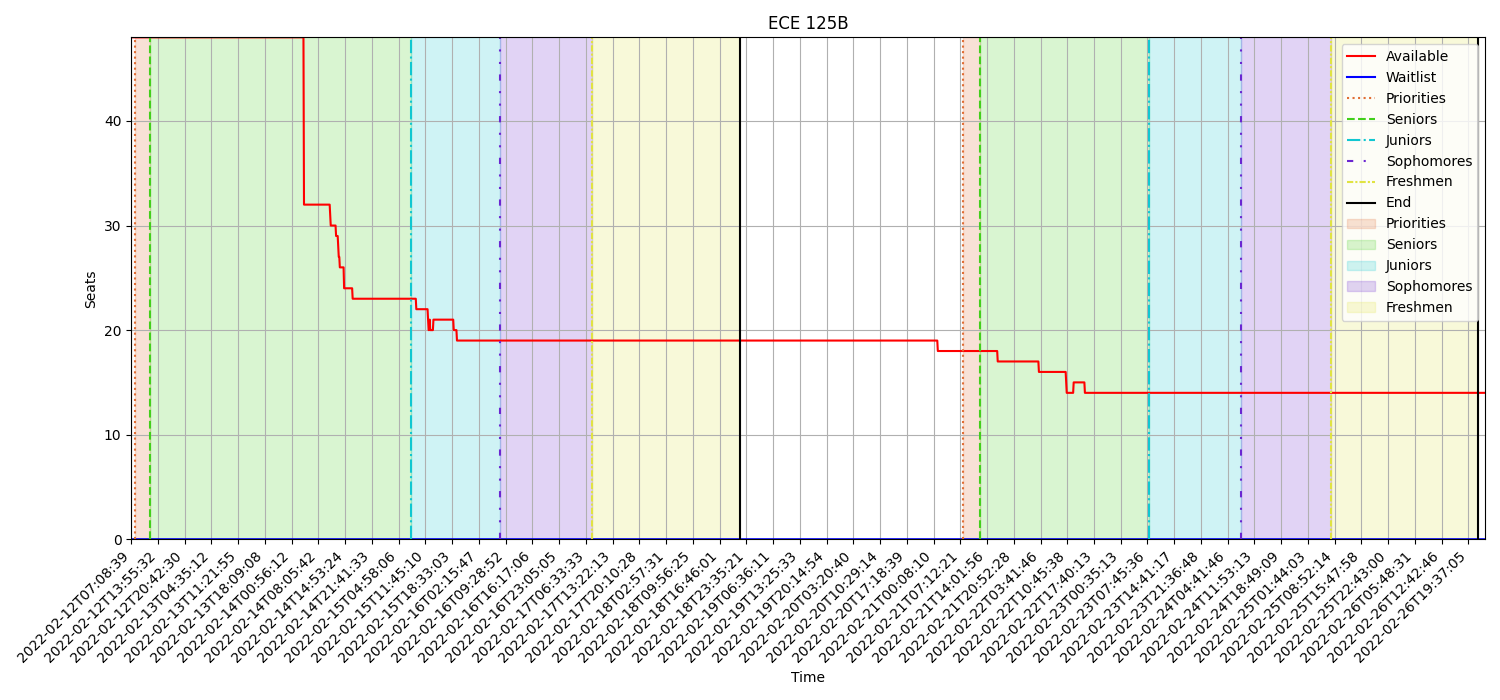 ECE 125B
Seats
40
30
20
10
0
Available
Waitlist
Priorities
Seniors
Juniors
Sophomores
Freshmen
End
Priorities
Seniors
Juniors
Sophomores
Freshmen
2022-02-12T07:08:39
2022-02-12T13:55:32
2022-02-12T20:42:30
2022-02-13T04:35:12
2022-02-13T11:21:55
2022-02-13T18:09:08
2022-02-14T00:56:12
2022-02-14T08:05:42
2022-02-14T14:53:24
2022-02-14T21:41:33
2022-02-15T04:58:06
2022-02-15T11:45:10
2022-02-15T18:33:03
2022-02-16T02:15:47
2022-02-16T09:28:52
2022-02-16T16:17:06
2022-02-16T23:05:05
2022-02-17T06:33:33
2022-02-17T13:22:13
2022-02-17T20:10:28
2022-02-18T02:57:31
2022-02-18T09:56:25
2022-02-18T16:46:01
2022-02-18T23:35:21
2022-02-19T06:36:11
2022-02-19T13:25:33
2022-02-19T20:14:54
2022-02-20T03:20:40
2022-02-20T10:29:14
2022-02-20T17:18:39
2022-02-21T00:08:10
2022-02-21T07:12:21
2022-02-21T14:01:56
2022-02-21T20:52:28
2022-02-22T03:41:46
2022-02-22T10:45:38
2022-02-22T17:40:13
2022-02-23T00:35:13
2022-02-23T07:45:36
2022-02-23T14:41:17
2022-02-23T21:36:48
2022-02-24T04:41:46
2022-02-24T11:53:13
2022-02-24T18:49:09
2022-02-25T01:44:03
2022-02-25T08:52:14
2022-02-25T15:47:58
2022-02-25T22:43:00
2022-02-26T05:48:31
2022-02-26T12:42:46
2022-02-26T19:37:05
Time